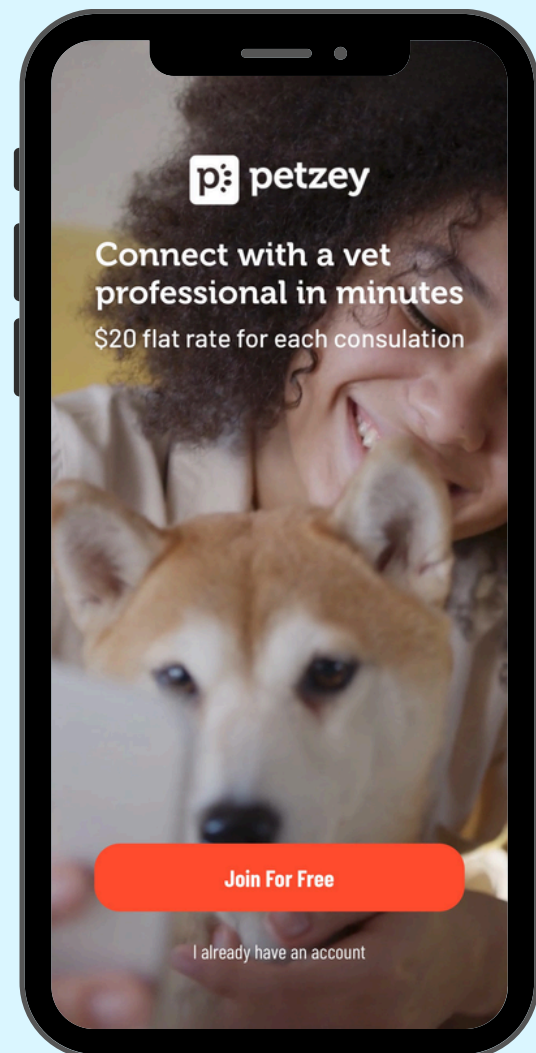 petzey
Connect with a vet
professional in minutes
$20 flat rate for each consulation
Join For Free
I already have an account